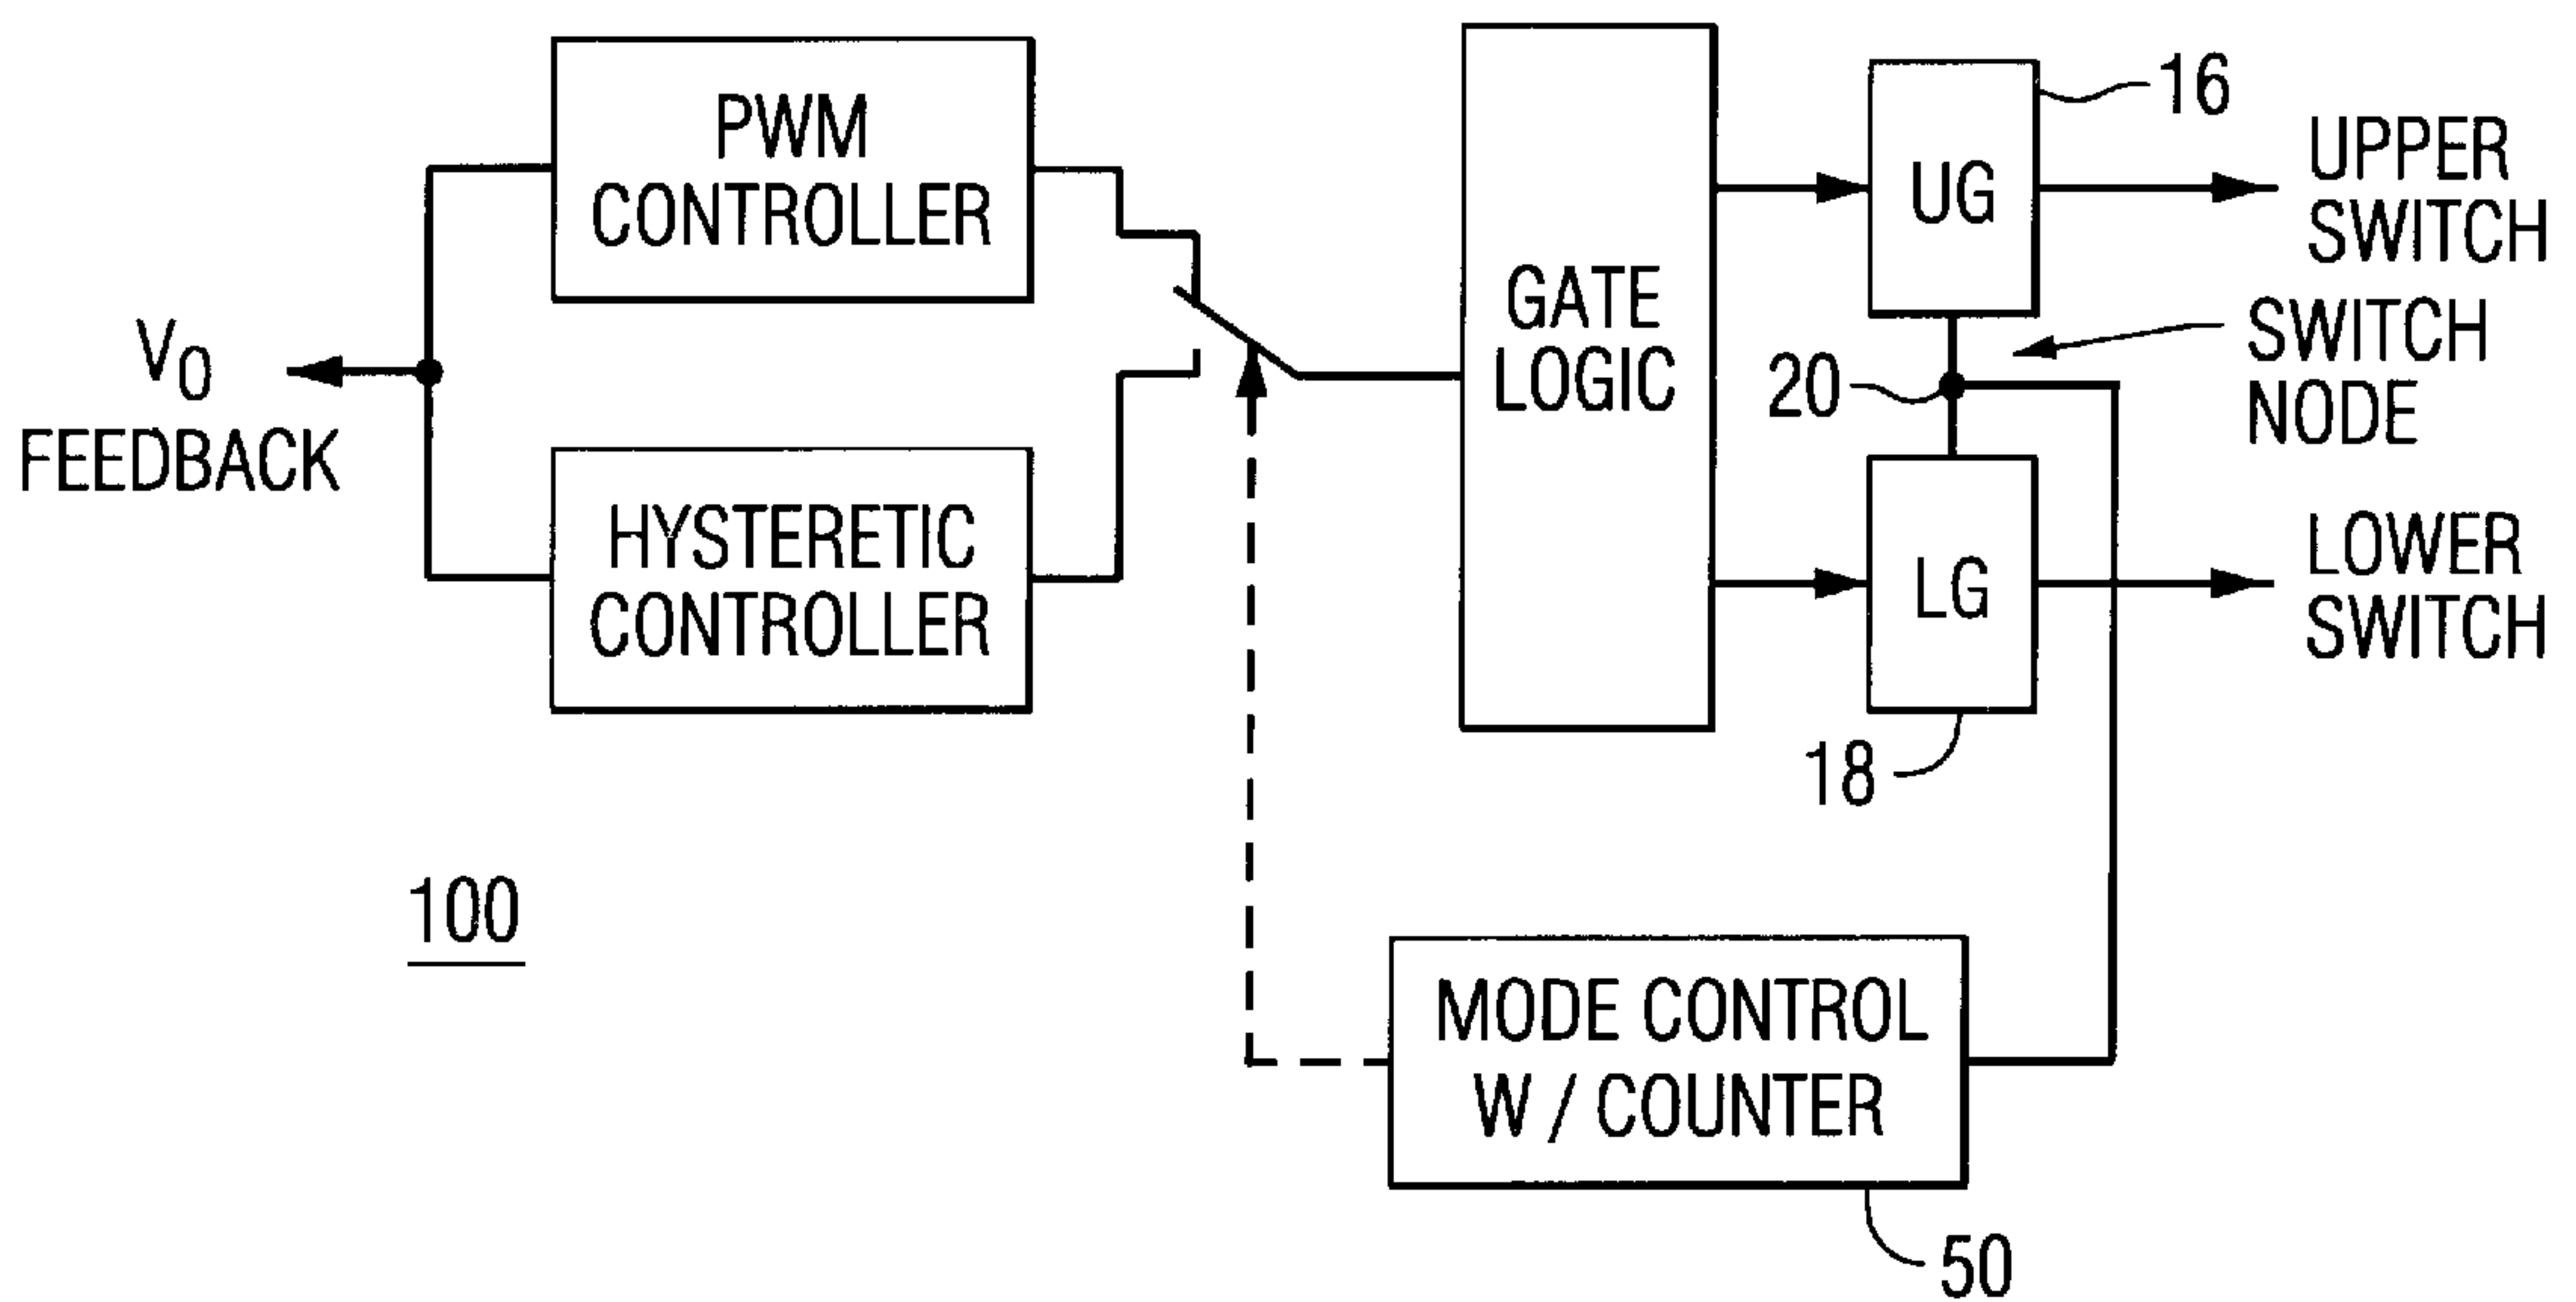 PWM
CONTROLLER
V0
FEEDBACK
HYSTERETIC
CONTROLLER
GATE
LOGIC
UG
16
UPPER
SWITCH
SWITCH
NODE
20
LG
LOWER
SWITCH
18
100
MODE CONTROL
W / COUNTER
50